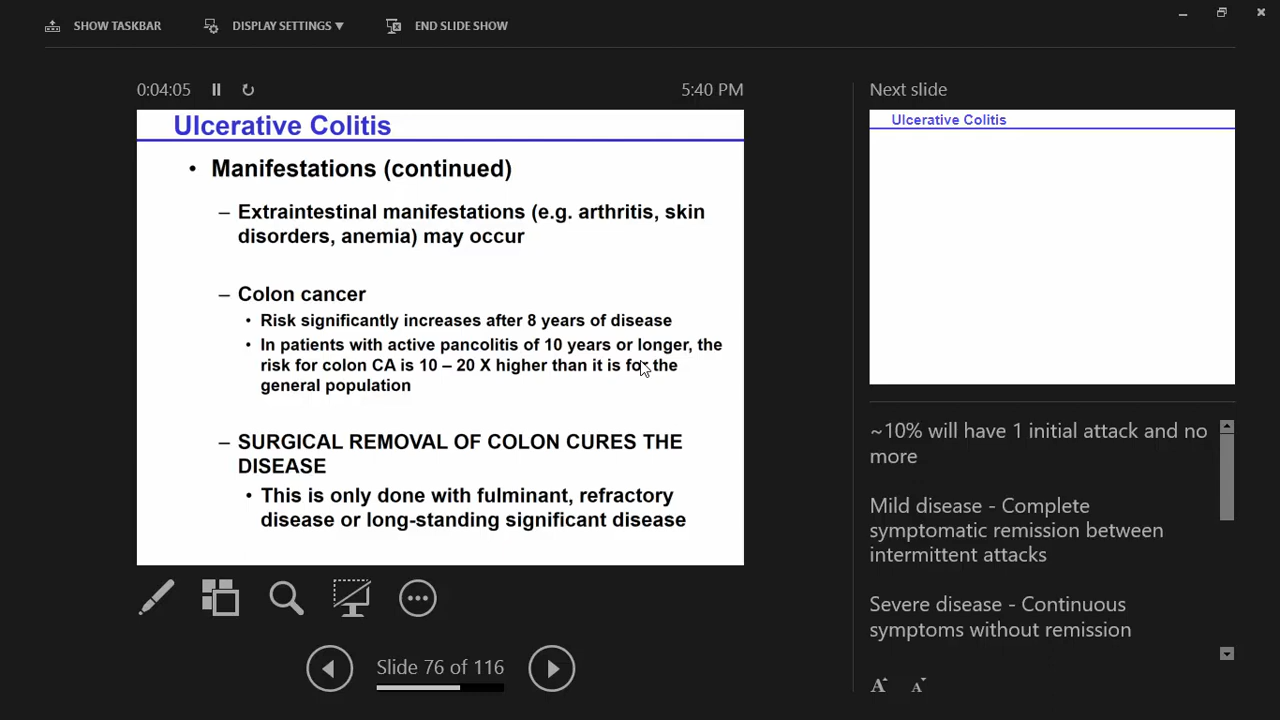 SHOW TASKBAR
DISPLAY SETTINGS ▼
END SLIDE SHOW
0:04:05
5:40 PM
Ulcerative Colitis
• Manifestations (continued)
– Extraintestinal manifestations (e.g. arthritis, skin
disorders, anemia) may occur
– Colon cancer
• Risk significantly increases after 8 years of disease
• In patients with active pancolitis of 10 years or longer, the
risk for colon CA is 10 – 20 X higher than it is for the
general population
– SURGICAL REMOVAL OF COLON CURES THE
DISEASE
• This is only done with fulminant, refractory
disease or long-standing significant disease
Slide 76 of 116
Next slide
Ulcerative Colitis
~10% will have 1 initial attack and no
more
Mild disease - Complete
symptomatic remission between
intermittent attacks
Severe disease - Continuous
symptoms without remission
A A